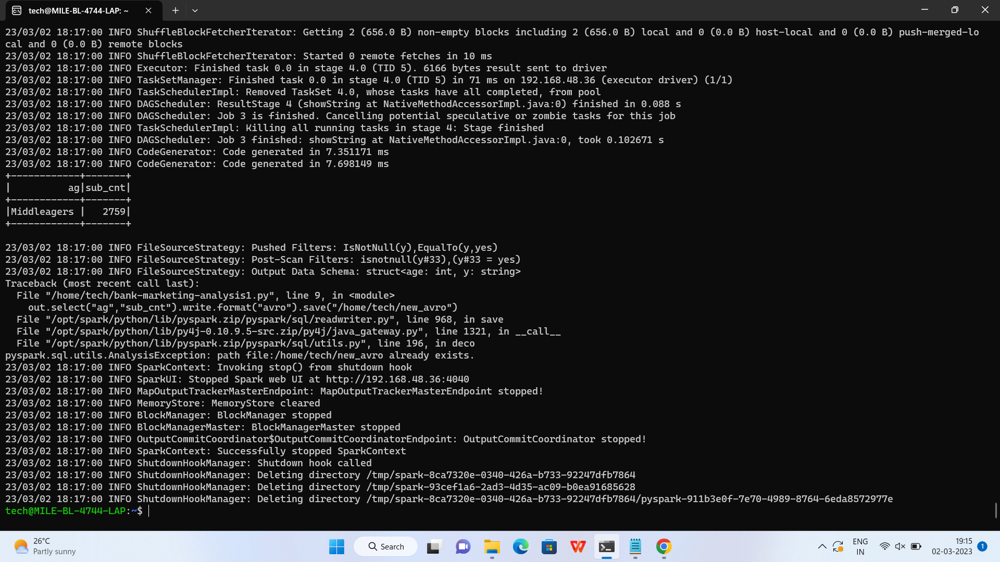 tech@MILE-BL-4744-LAP: ~
23/03/02 18:17:00 INFO ShuffleBlockFetcherIterator: Getting 2 (656.0 B) non-empty blocks including 2 (656.0 B) local and 0 (0.0 B) host-local and 0 (0.0 B) push-merged-lo
cal and 0 (0.0 B) remote blocks
23/03/02 18:17:00 INFO ShuffleBlockFetcherIterator: Started 0 remote fetches in 10 ms
23/03/02 18:17:00 INFO Executor: Finished task 0.0 in stage 4.0 (TID 5). 6166 bytes result sent to driver
23/03/02 18:17:00 INFO TaskSetManager: Finished task 0.0 in stage 4.0 (TID 5) in 71 ms on 192.168.48.36 (executor driver) (1/1)
23/03/02 18:17:00 INFO TaskSchedulerImpl: Removed TaskSet 4.0, whose tasks have all completed, from pool
23/03/02 18:17:00 INFO DAGScheduler: ResultStage 4 (showString at NativeMethodAccessorImpl.java:0) finished in 0.088 s
23/03/02 18:17:00 INFO DAGScheduler: Job 3 is finished. Cancelling potential speculative or zombie tasks for this job
23/03/02 18:17:00 INFO TaskSchedulerImpl: Killing all running tasks in stage 4: Stage finished
23/03/02 18:17:00 INFO DAGScheduler: Job 3 finished: showString at NativeMethodAccessorImpl.java:0, took 0.102671 s
23/03/02 18:17:00 INFO CodeGenerator: Code generated in 7.351171 ms
23/03/02 18:17:00 INFO CodeGenerator: Code generated in 7.698149 ms
+------------+-------+
|          ag|sub_cnt|
+------------+-------+
|Middleagers |   2759|
+------------+-------+
23/03/02 18:17:00 INFO FileSourceStrategy: Pushed Filters: IsNotNull(y),EqualTo(y,yes)
23/03/02 18:17:00 INFO FileSourceStrategy: Post-Scan Filters: isnotnull(y#33),(y#33 = yes)
23/03/02 18:17:00 INFO FileSourceStrategy: Output Data Schema: struct<age: int, y: string>
Traceback (most recent call last):
  File "/home/tech/bank-marketing-analysis1.py", line 9, in <module>
    out.select("ag","sub_cnt").write.format("avro").save("/home/tech/new_avro")
  File "/opt/spark/python/lib/pyspark.zip/pyspark/sql/readwriter.py", line 968, in save
  File "/opt/spark/python/lib/py4j-0.10.9.5-src.zip/py4j/java_gateway.py", line 1321, in __call__
  File "/opt/spark/python/lib/pyspark.zip/pyspark/sql/utils.py", line 196, in deco
pyspark.sql.utils.AnalysisException: path file:/home/tech/new_avro already exists.
23/03/02 18:17:00 INFO SparkContext: Invoking stop() from shutdown hook
23/03/02 18:17:00 INFO SparkUI: Stopped Spark web UI at http://192.168.48.36:4040
23/03/02 18:17:00 INFO MapOutputTrackerMasterEndpoint: MapOutputTrackerMasterEndpoint stopped!
23/03/02 18:17:00 INFO MemoryStore: MemoryStore cleared
23/03/02 18:17:00 INFO BlockManager: BlockManager stopped
23/03/02 18:17:00 INFO BlockManagerMaster: BlockManagerMaster stopped
23/03/02 18:17:00 INFO OutputCommitCoordinator$OutputCommitCoordinatorEndpoint: OutputCommitCoordinator stopped!
23/03/02 18:17:00 INFO SparkContext: Successfully stopped SparkContext
23/03/02 18:17:00 INFO ShutdownHookManager: Shutdown hook called
23/03/02 18:17:00 INFO ShutdownHookManager: Deleting directory /tmp/spark-8ca7320e-0340-426a-b733-92247dfb7864
23/03/02 18:17:00 INFO ShutdownHookManager: Deleting directory /tmp/spark-93cef1a6-2ad3-4d35-ac09-b0ea91685628
23/03/02 18:17:00 INFO ShutdownHookManager: Deleting directory /tmp/spark-8ca7320e-0340-426a-b733-92247dfb7864/pyspark-911b3e0f-7e70-4989-8764-6eda8572977e
tech@MILE-BL-4744-LAP:~$
26°C
Partly sunny
Search
ENG
IN
19:15
02-03-2023
1